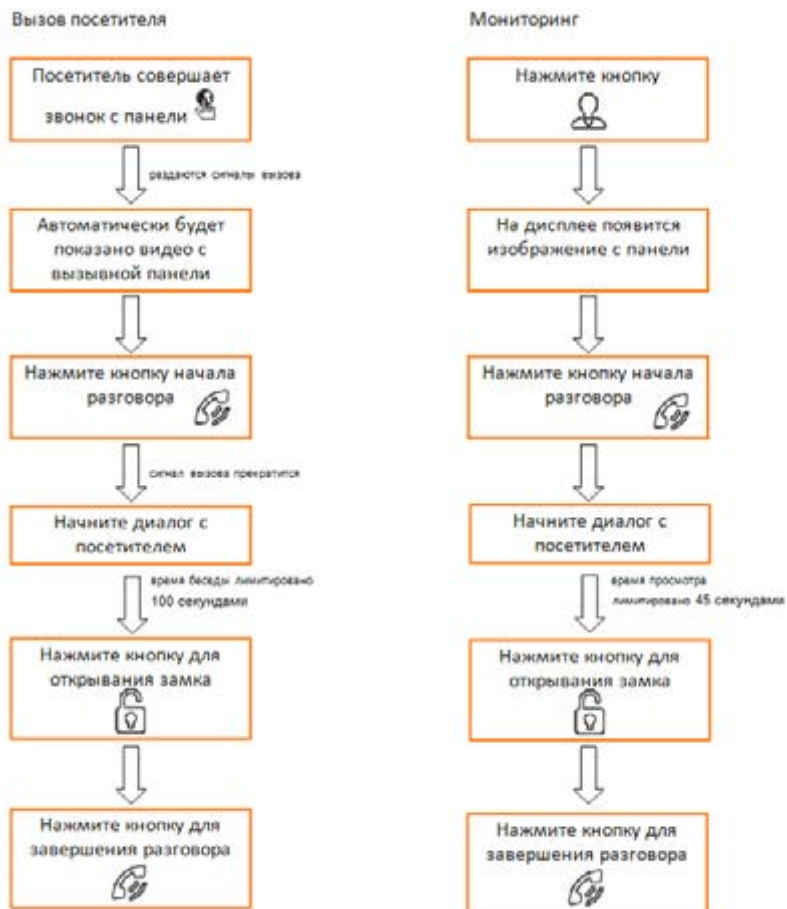 Вызов посетителя
Посетитель совершает
звонок с панели
раздаются сигналы вызова
Автоматически будет
показано видео с
вызывной панели
Нажмите кнопку начала
разговора
сигнал вызова прекратится
Начните диалог с
посетителем
время беседы лимитировано
100 секундами
Нажмите кнопку для
открывания замка
Нажмите кнопку для
завершения разговора
Мониторинг
Нажмите кнопку
На дисплее появится
изображение с панели
Нажмите кнопку начала
разговора
Начните диалог с
посетителем
время просмотра
лимитировано 45 секундами
Нажмите кнопку для
открывания замка
Нажмите кнопку для
завершения разговора